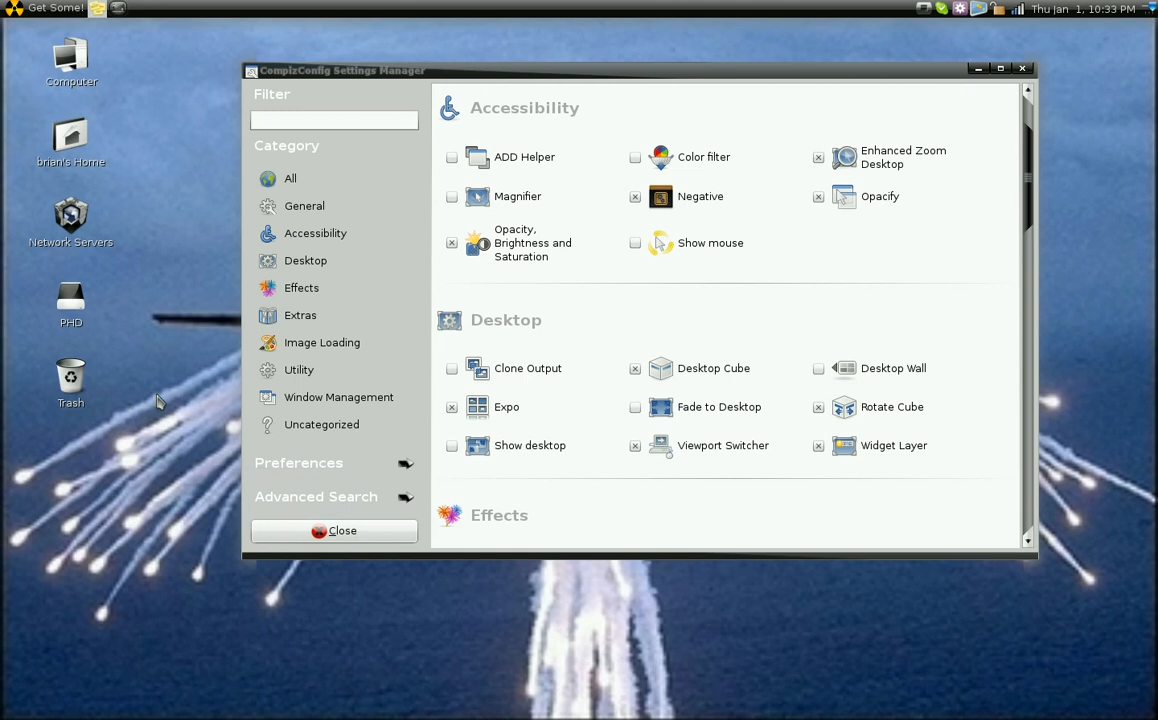 Get Some!
Thu Jan 1, 10:33 PM
Computer
brian's Home
Network Servers
PHD
Trash
CompizConfig Settings Manager
Filter
Category
All
General
Accessibility
Desktop
Effects
Extras
Image Loading
Utility
Window Management
Uncategorized
Preferences
Advanced Search
Close
Accessibility
ADD Helper
Color filter
Enhanced Zoom
Desktop
Magnifier
Negative
Opacify
Opacity,
Brightness and
Saturation
Show mouse
Desktop
Clone Output
Desktop Cube
Desktop Wall
Expo
Fade to Desktop
Rotate Cube
Show desktop
Viewport Switcher
Widget Layer
Effects